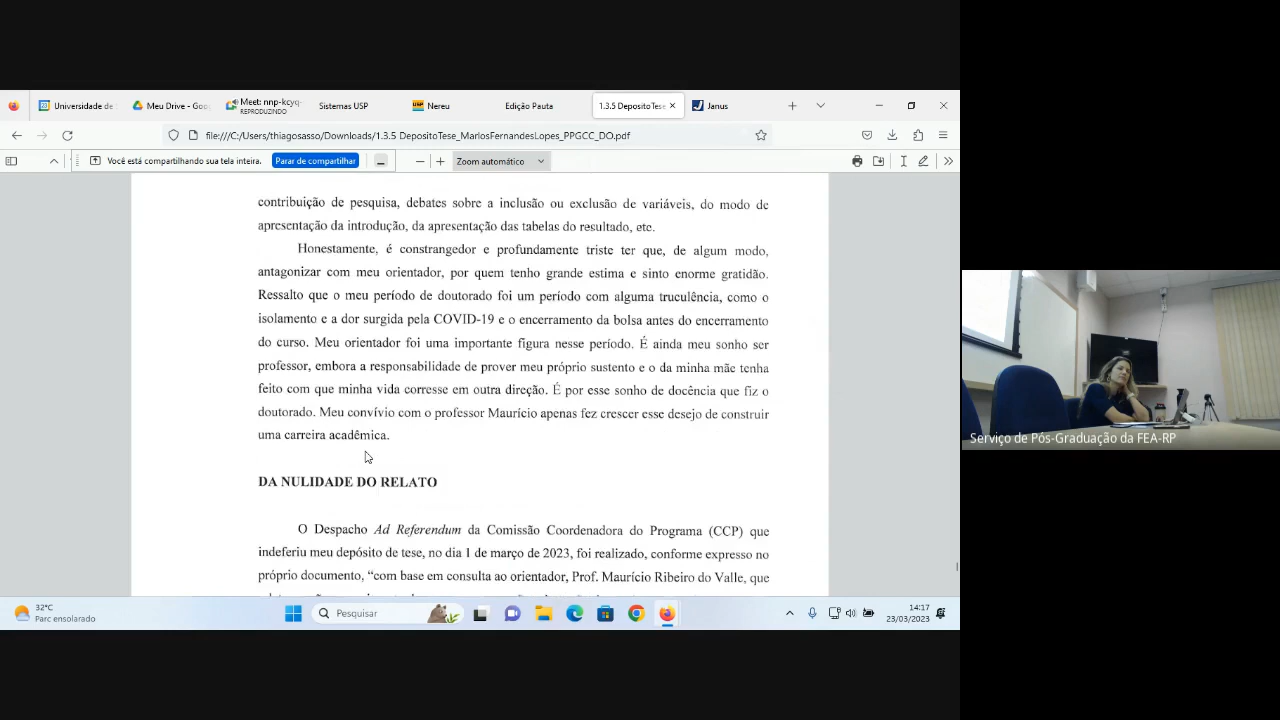 Universidade de
Meu Drive - Goo
Meet: nnp-kcyq-
REPRODUZINDO
Sistemas USP
USP
Nereu
Edição Pauta
1.3.5 DepositoTese_
Janus
file:///C:/Users/thiagosasso/Downloads/1.3.5 DepositoTese_MarlosFernandesLopes_PPGCC_DO.pdf
Você está compartilhando sua tela inteira.
Parar de compartilhar
Zoom automático
contribuição de pesquisa, debates sobre a inclusão ou exclusão de variáveis, do modo de
apresentação da introdução, da apresentação das tabelas do resultado, etc.
Honestamente, é constrangedor e profundamente triste ter que, de algum modo,
antagonizar com meu orientador, por quem tenho grande estima e sinto enorme gratidão.
Ressalto que o meu período de doutorado foi um período com alguma truculência, como o
isolamento e a dor surgida pela COVID-19 e o encerramento da bolsa antes do encerramento
do curso. Meu orientador foi uma importante figura nesse período. É ainda meu sonho ser
professor, embora a responsabilidade de prover meu próprio sustento e o da minha mãe tenha
feito com que minha vida corresse em outra direção. É por esse sonho de docência que fiz o
doutorado. Meu convívio com o professor Maurício apenas fez crescer esse desejo de construir
uma carreira acadêmica.
DA NULIDADE DO RELATO
O Despacho Ad Referendum da Comissão Coordenadora do Programa (CCP) que
indeferiu meu depósito de tese, no dia 1 de março de 2023, foi realizado, conforme expresso no
próprio documento, “com base em consulta ao orientador, Prof. Maurício Ribeiro do Valle, que
Serviço de Pós-Graduação da FEA-RP
32°C
Parc ensolarado
Pesquisar
14:17
23/03/2023